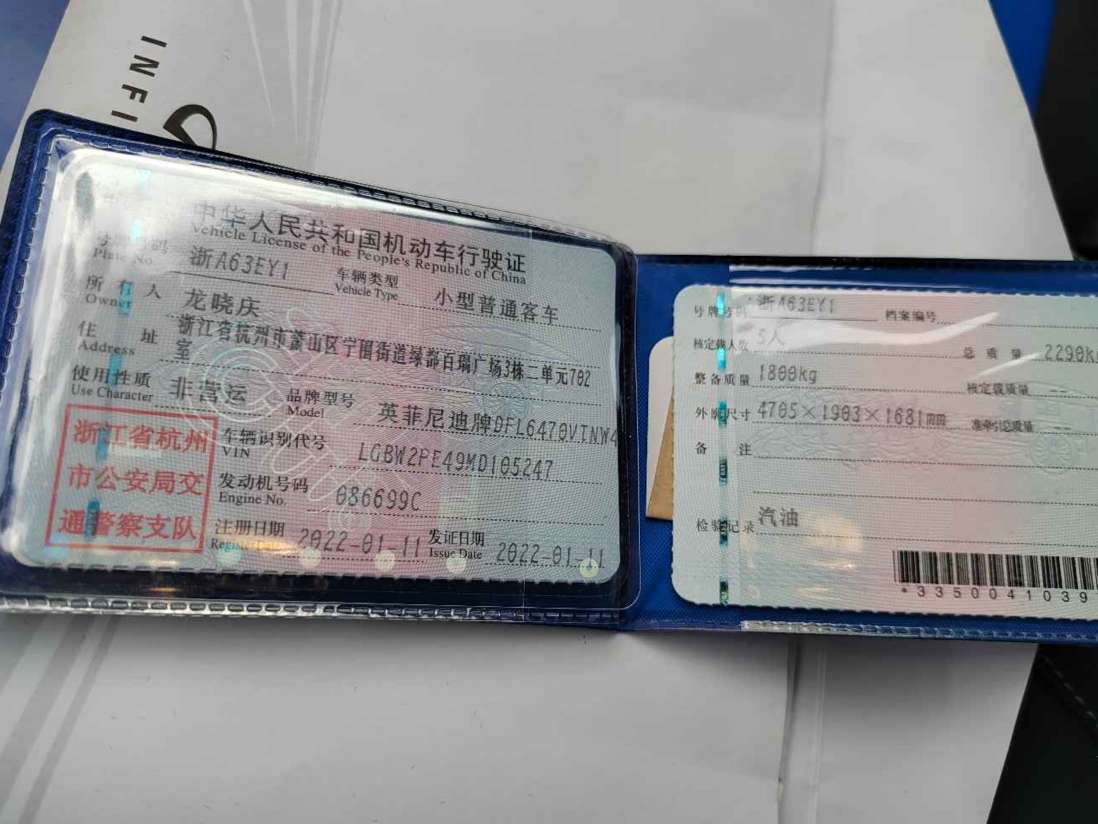 INFI
中华人民共和国机动车行驶证
Vehicle License of the People's Republic of China
号牌号码 浙A63EY1 车辆类型 小型普通客车
Plate No. Vehicle Type
所有人 龙晓庆
Owner
住址 浙江省杭州市萧山区宁围街道绿都百瑞广场3栋二单元702
Address 室
使用性质 非营运 品牌型号 英菲尼迪牌DFL6470VTNW4
Use Character Model
浙江省杭州
市公安局交
通警察支队
车辆识别代号 LGBW2PE49MD105247
VIN
发动机号码 086699C
Engine No.
注册日期 2022-01-11 发证日期 2022-01-11
Issue Date
号牌号码 浙A63EY1 档案编号
核定载人数 5人 总质量 2290kg
整备质量 1800kg 核定载质量 --
外廓尺寸 4705×1903×1681mm 准牵引总质量 --
备注
检验记录 汽油
*3350041039